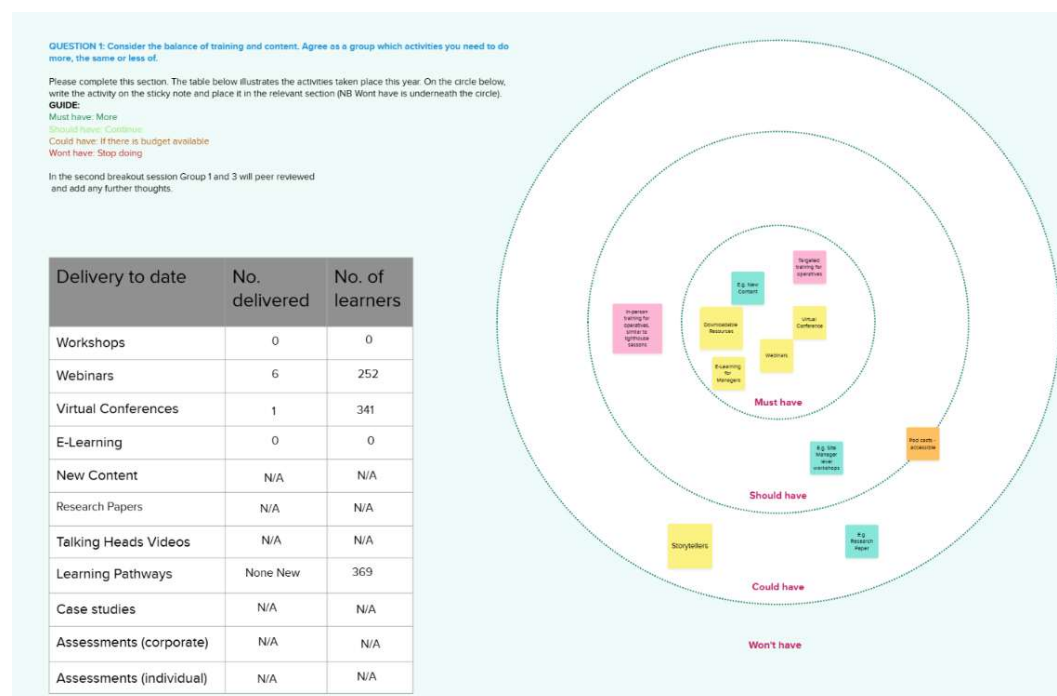 QUESTION 1: Consider the balance of training and content. Agree as a group which activities you need to do
more, the same or less of.
Please complete this section. The table below illustrates the activities taken place this year. On the circle below,
write the activity on the sticky note and place it in the relevant section (NB Wont have is underneath the circle).
GUIDE:
Must have: More
Should have: Continue
Could have: If there is budget available
Wont have: Stop doing
In the second breakout session Group 1 and 3 will peer reviewed
and add any further thoughts.
Delivery to date No. delivered No. of learners
Workshops 0 0
Webinars 6 252
Virtual Conferences 1 341
E-Learning 0 0
New Content N/A N/A
Research Papers N/A N/A
Talking Heads Videos N/A N/A
Learning Pathways None New 369
Case studies N/A N/A
Assessments (corporate) N/A N/A
Assessments (individual) N/A N/A
Targeted
training for
operatives
E.g. New
Content
In-person
training for
operatives,
similar to
lighthouse
sessions
Downloadable
Resources
Virtual
Conference
Webinars
E-Learning
for
Managers
Must have
E.g. Site
Manager
level
workshops
Pod casts -
accessible
Should have
Storytellers
E.g.
Research
Paper
Could have
Won't have